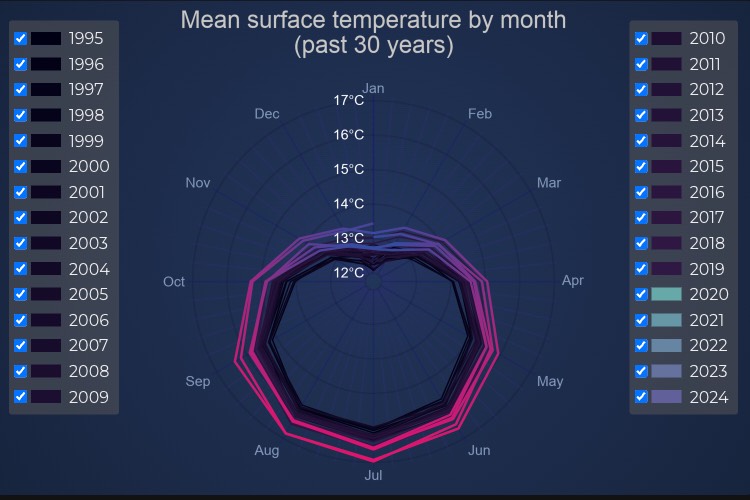 Mean surface temperature by month
(past 30 years)
1995
1996
1997
1998
1999
2000
2001
2002
2003
2004
2005
2006
2007
2008
2009
Jan
Feb
Mar
Apr
May
Jun
Jul
Aug
Sep
Oct
Nov
Dec
17°C
16°C
15°C
14°C
13°C
12°C
2010
2011
2012
2013
2014
2015
2016
2017
2018
2019
2020
2021
2022
2023
2024